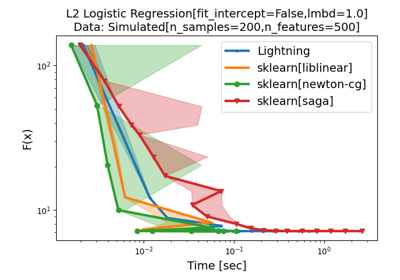 L2 Logistic Regression[fit_intercept=False,lmbd=1.0]
Data: Simulated[n_samples=200,n_features=500]
Lightning
sklearn[liblinear]
sklearn[newton-cg]
sklearn[saga]
F(x)
10²
10¹
10⁻² 10⁻¹ 10⁰
Time [sec]